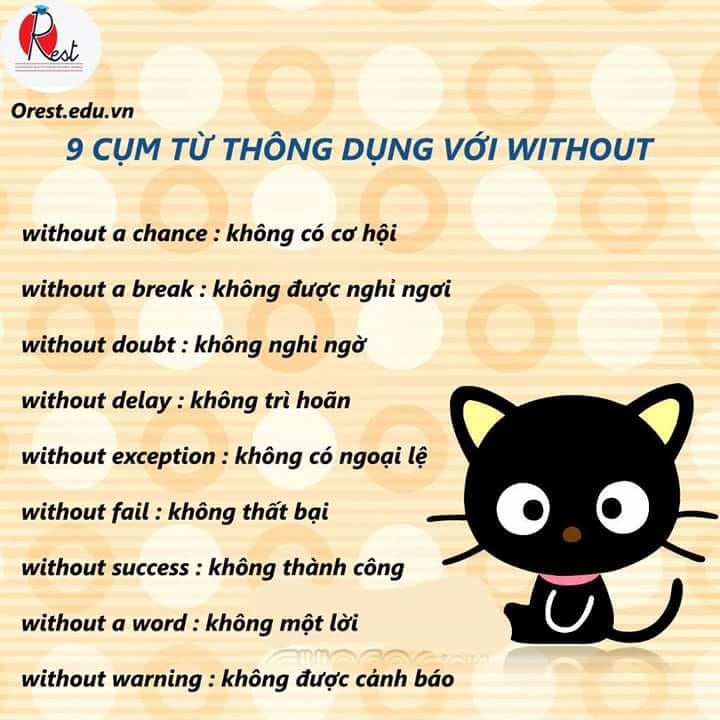 Rest
Orest.edu.vn
9 CỤM TỪ THÔNG DỤNG VỚI WITHOUT
without a chance : không có cơ hội
without a break : không được nghỉ ngơi
without doubt : không nghi ngờ
without delay : không trì hoãn
without exception : không có ngoại lệ
without fail : không thất bại
without success : không thành công
without a word : không một lời
without warning : không được cảnh báo